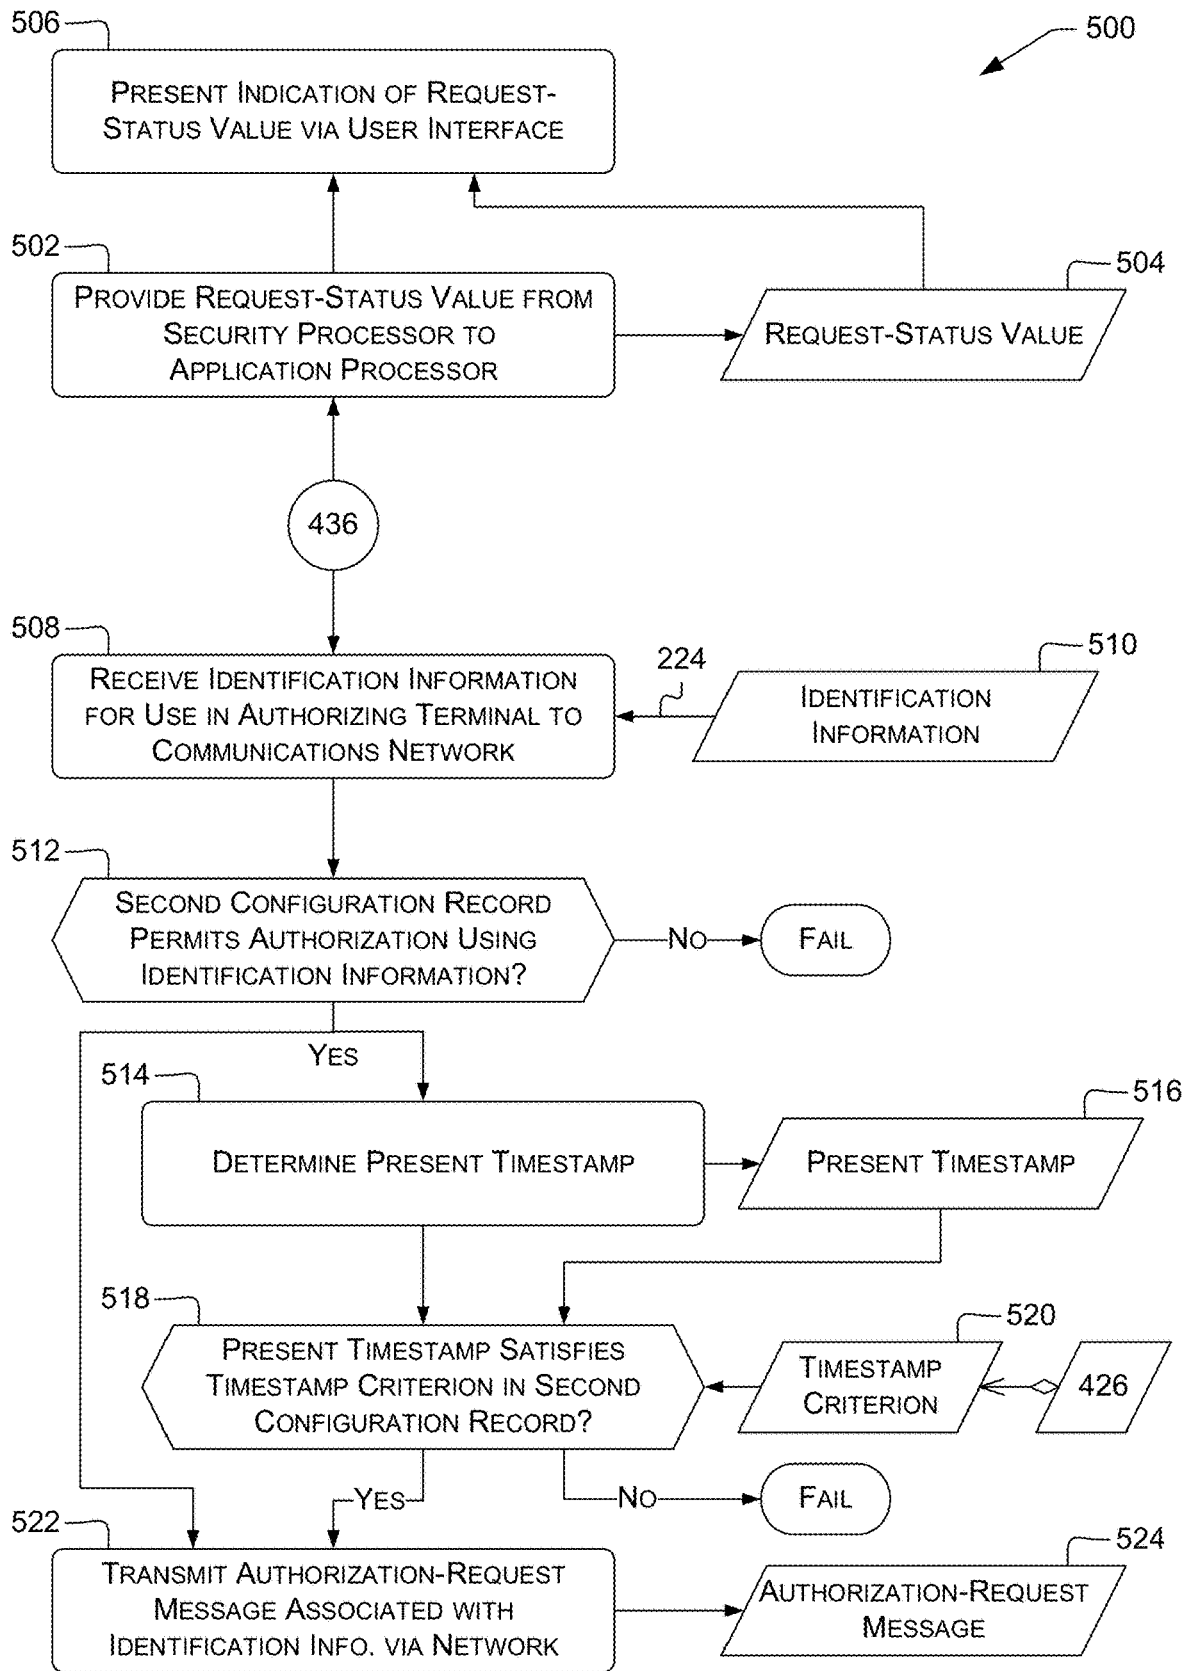 506
500
PRESENT INDICATION OF REQUEST-
STATUS VALUE VIA USER INTERFACE
502
504
PROVIDE REQUEST-STATUS VALUE FROM
SECURITY PROCESSOR TO
APPLICATION PROCESSOR
REQUEST-STATUS VALUE
436
508
510
224
RECEIVE IDENTIFICATION INFORMATION
FOR USE IN AUTHORIZING TERMINAL TO
COMMUNICATIONS NETWORK
IDENTIFICATION
INFORMATION
512
SECOND CONFIGURATION RECORD
PERMITS AUTHORIZATION USING
IDENTIFICATION INFORMATION?
NO
FAIL
YES
514
516
DETERMINE PRESENT TIMESTAMP
PRESENT TIMESTAMP
518
520
PRESENT TIMESTAMP SATISFIES
TIMESTAMP CRITERION IN SECOND
CONFIGURATION RECORD?
TIMESTAMP
CRITERION
426
YES
NO
FAIL
522
524
TRANSMIT AUTHORIZATION-REQUEST
MESSAGE ASSOCIATED WITH
IDENTIFICATION INFO. VIA NETWORK
AUTHORIZATION-REQUEST
MESSAGE